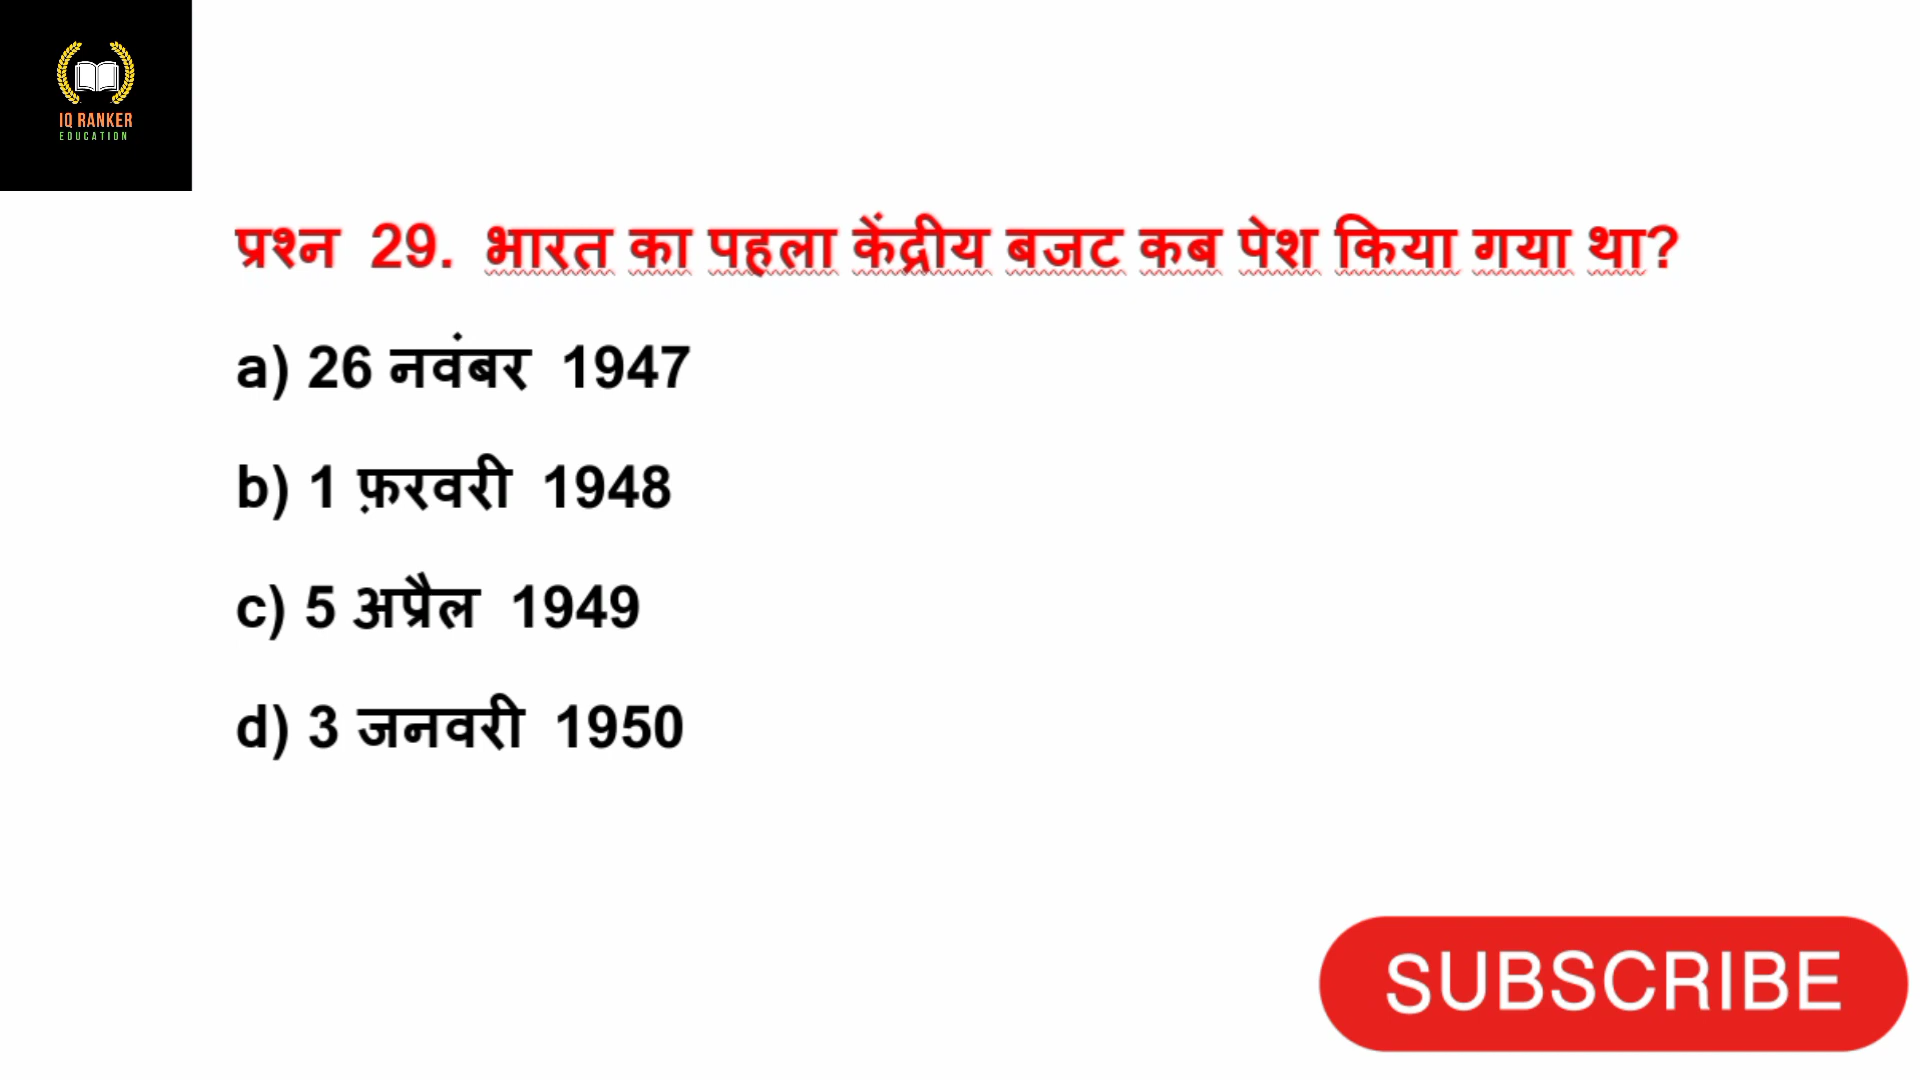 IQ RANKER
EDUCATION
प्रश्न 29. भारत का पहला केंद्रीय बजट कब पेश किया गया था?
a) 26 नवंबर 1947
b) 1 फ़रवरी 1948
c) 5 अप्रैल 1949
d) 3 जनवरी 1950
SUBSCRIBE